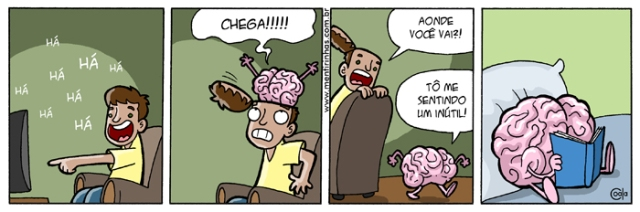 HÁ
HÁ
HÁ
HÁ
HÁ
HÁ
HÁ
HÁ
CHEGA!!!!!
www.mentirinhas.com.br
AONDE
VOCÊ VAI?!
TÔ ME
SENTINDO
UM INÚTIL!
Coala